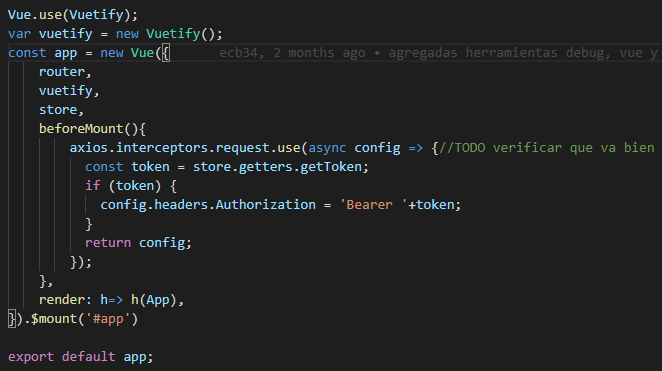 Vue.use(Vuetify);
var vuetify = new Vuetify();
const app = new Vue({ ecb34, 2 months ago • agregadas herramientas debug, vue y
    router,
    vuetify,
    store,
    beforeMount(){
        axios.interceptors.request.use(async config => {//TODO verificar que va bien
          const token = store.getters.getToken;
          if (token) {
            config.headers.Authorization = 'Bearer '+token;
          }
          return config;
        });
    },
    render: h=> h(App),
}).$mount('#app')

export default app;